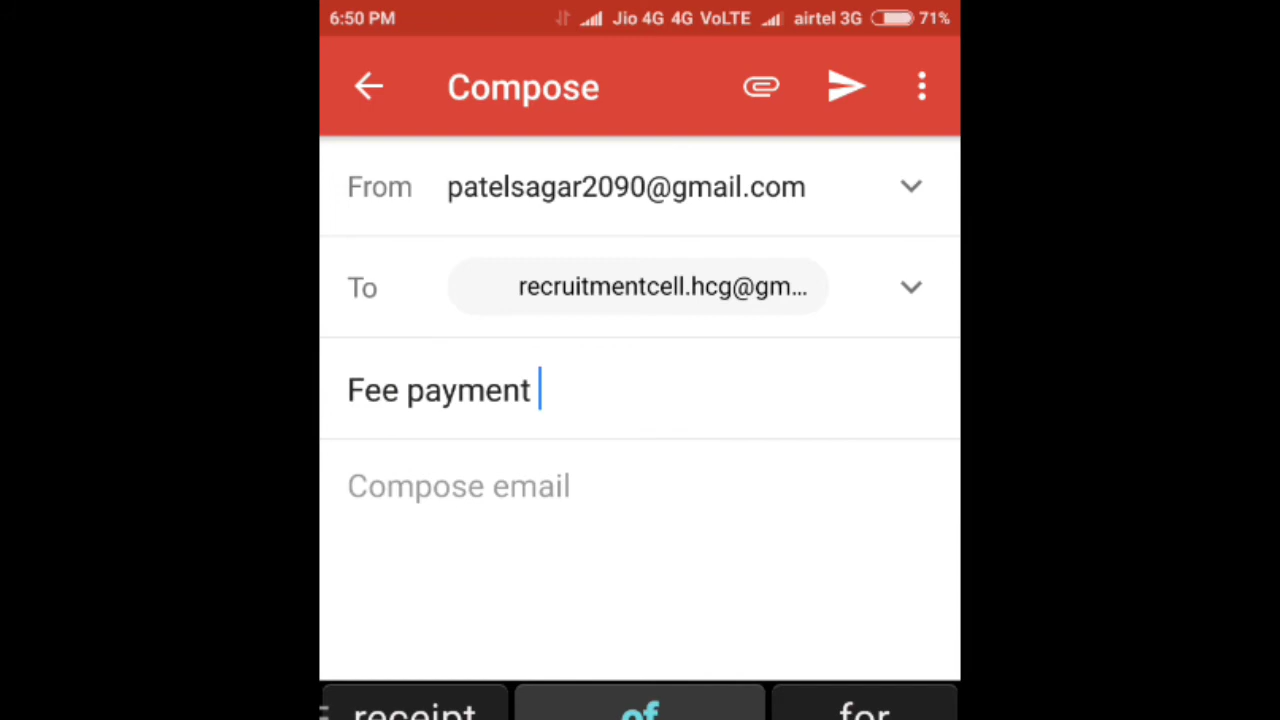 6:50 PM Jio 4G 4G VoLTE airtel 3G 71%
Compose
From patelsagar2090@gmail.com
To recruitmentcell.hcg@gm...
Fee payment
Compose email
receipt of for